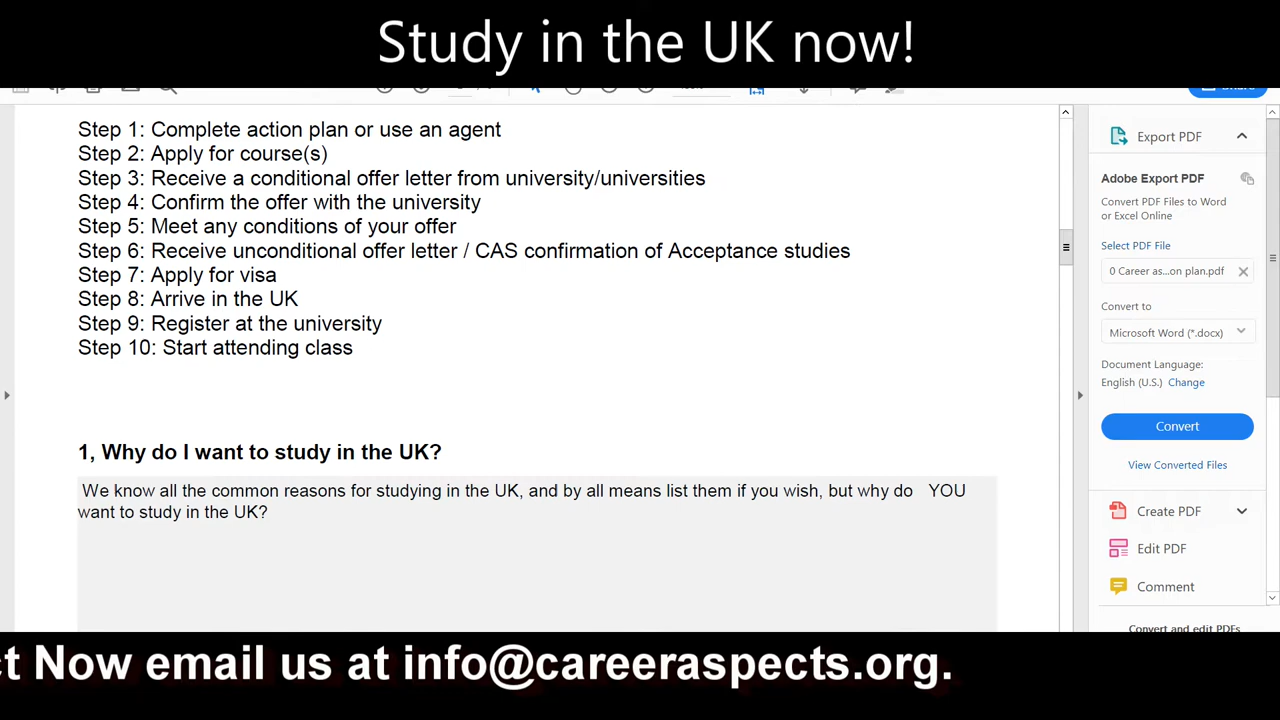 Study in the UK now!
Step 1: Complete action plan or use an agent
Step 2: Apply for course(s)
Step 3: Receive a conditional offer letter from university/universities
Step 4: Confirm the offer with the university
Step 5: Meet any conditions of your offer
Step 6: Receive unconditional offer letter / CAS confirmation of Acceptance studies
Step 7: Apply for visa
Step 8: Arrive in the UK
Step 9: Register at the university
Step 10: Start attending class
1, Why do I want to study in the UK?
We know all the common reasons for studying in the UK, and by all means list them if you wish, but why do YOU
want to study in the UK?
Export PDF
Adobe Export PDF
Convert PDF Files to Word
or Excel Online
Select PDF File
0 Career as...on plan.pdf
Convert to
Microsoft Word (*.docx)
Document Language:
English (U.S.) Change
Convert
View Converted Files
Create PDF
Edit PDF
Comment
Convert and edit PDFs
Now email us at info@careeraspects.org.